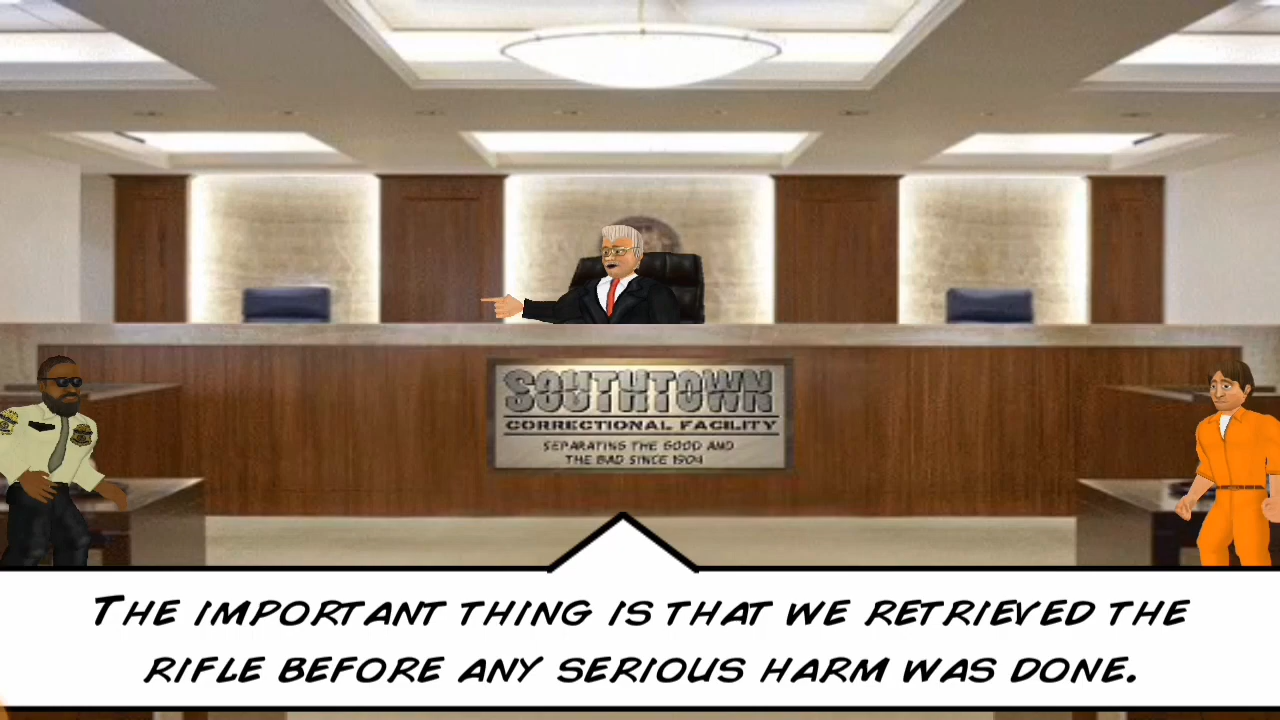 SOUTHTOWN
CORRECTIONAL FACILITY
SEPARATING THE GOOD AND
THE BAD SINCE 1904
THE IMPORTANT THING IS THAT WE RETRIEVED THE
RIFLE BEFORE ANY SERIOUS HARM WAS DONE.